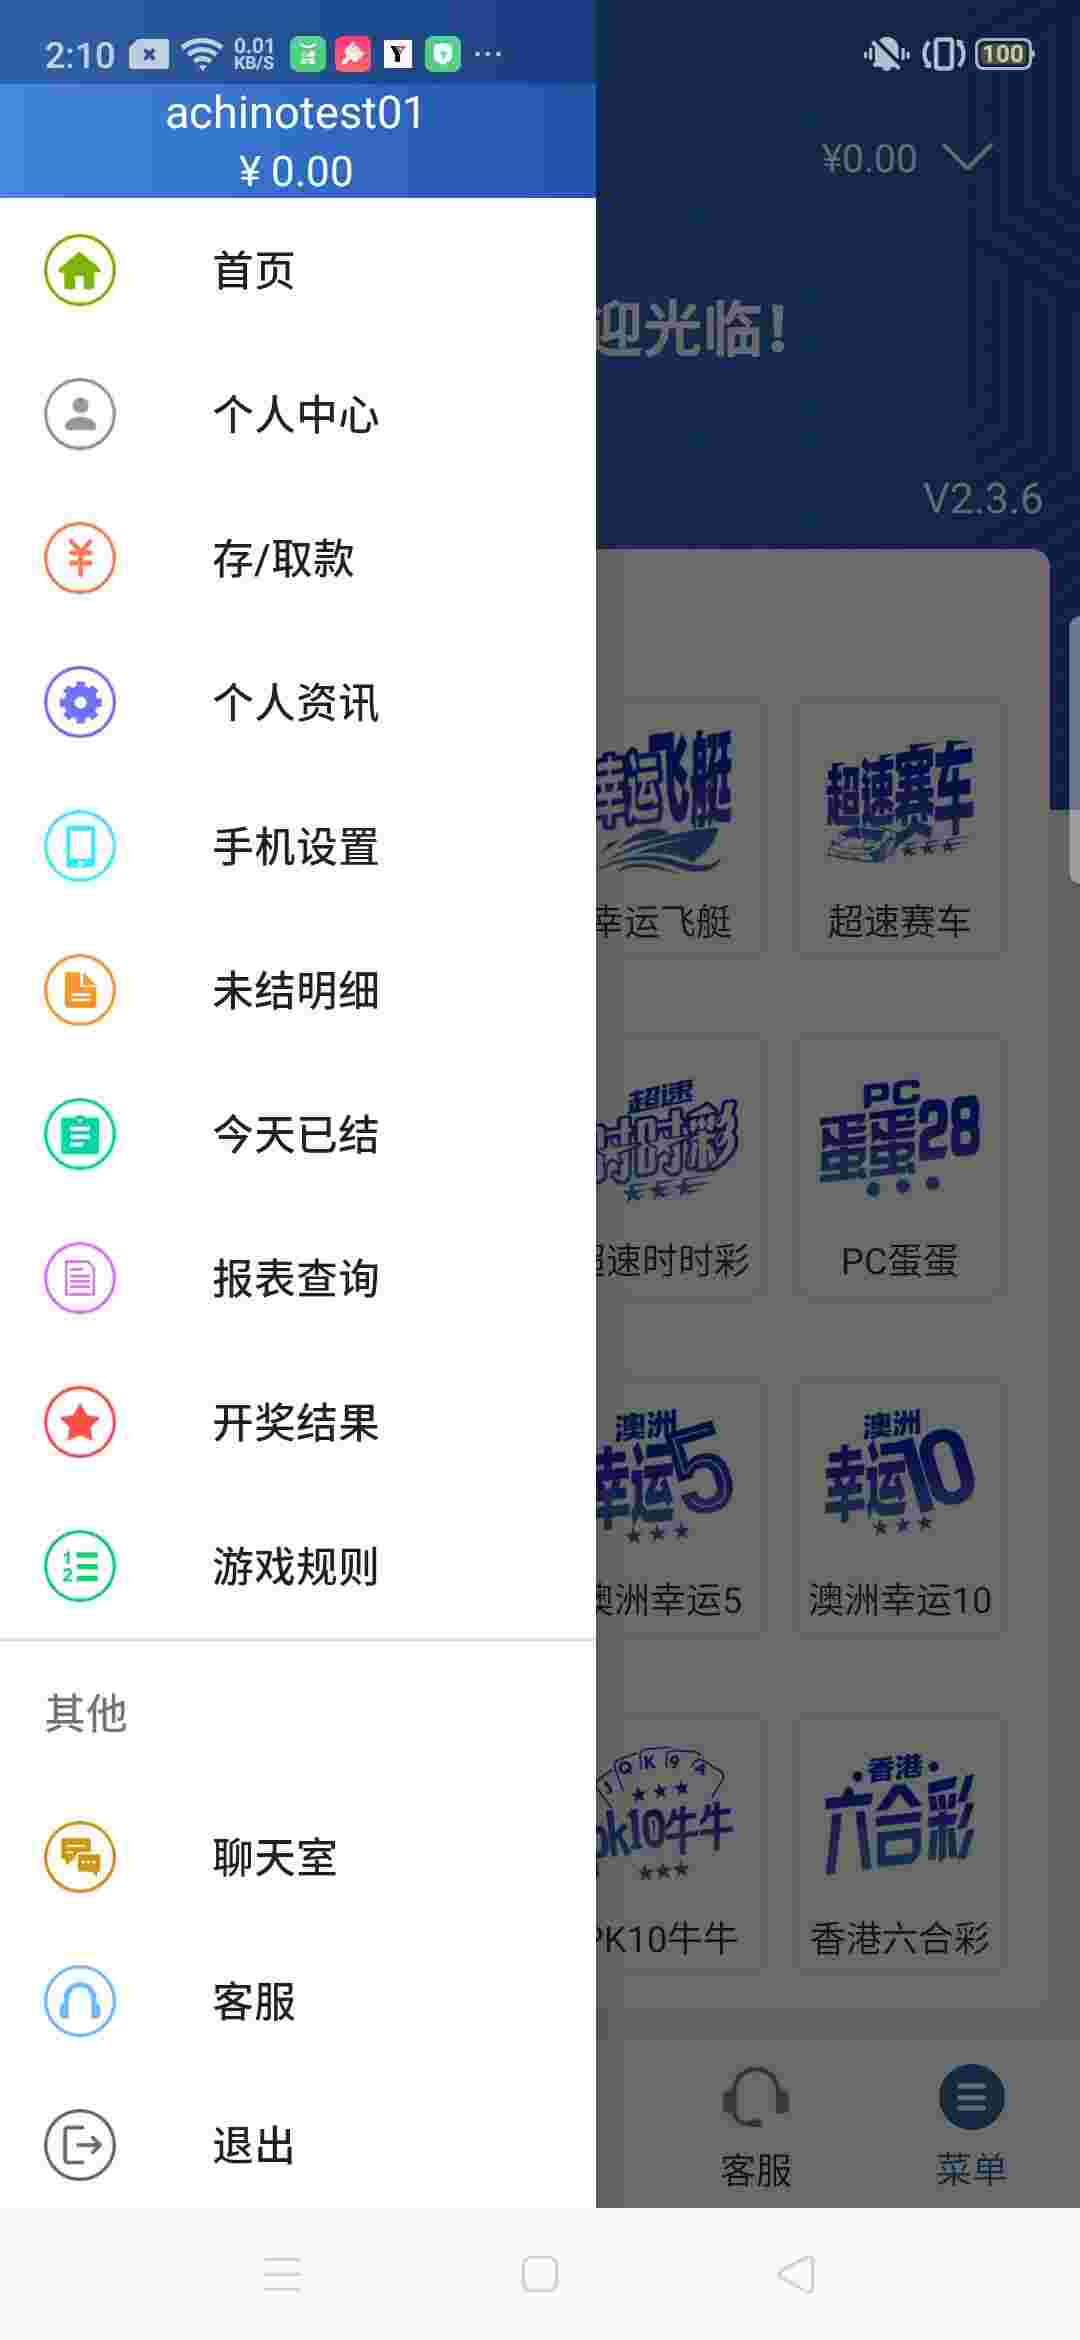 2:10 0.01 KB/S 100
achinotest01
¥ 0.00
¥0.00
首页
迎光临!
个人中心
V2.3.6
存/取款
个人资讯
手机设置
幸运飞艇 超速赛车
幸运飞艇 超速赛车
未结明细
今天已结
超速 时时彩 PC 蛋蛋28
超速时时彩 PC蛋蛋
报表查询
开奖结果
澳洲 幸运5 澳洲 幸运10
澳洲幸运5 澳洲幸运10
游戏规则
其他
J Q K 9 4
pk10牛牛 香港 六合彩
PK10牛牛 香港六合彩
聊天室
客服
退出
客服 菜单